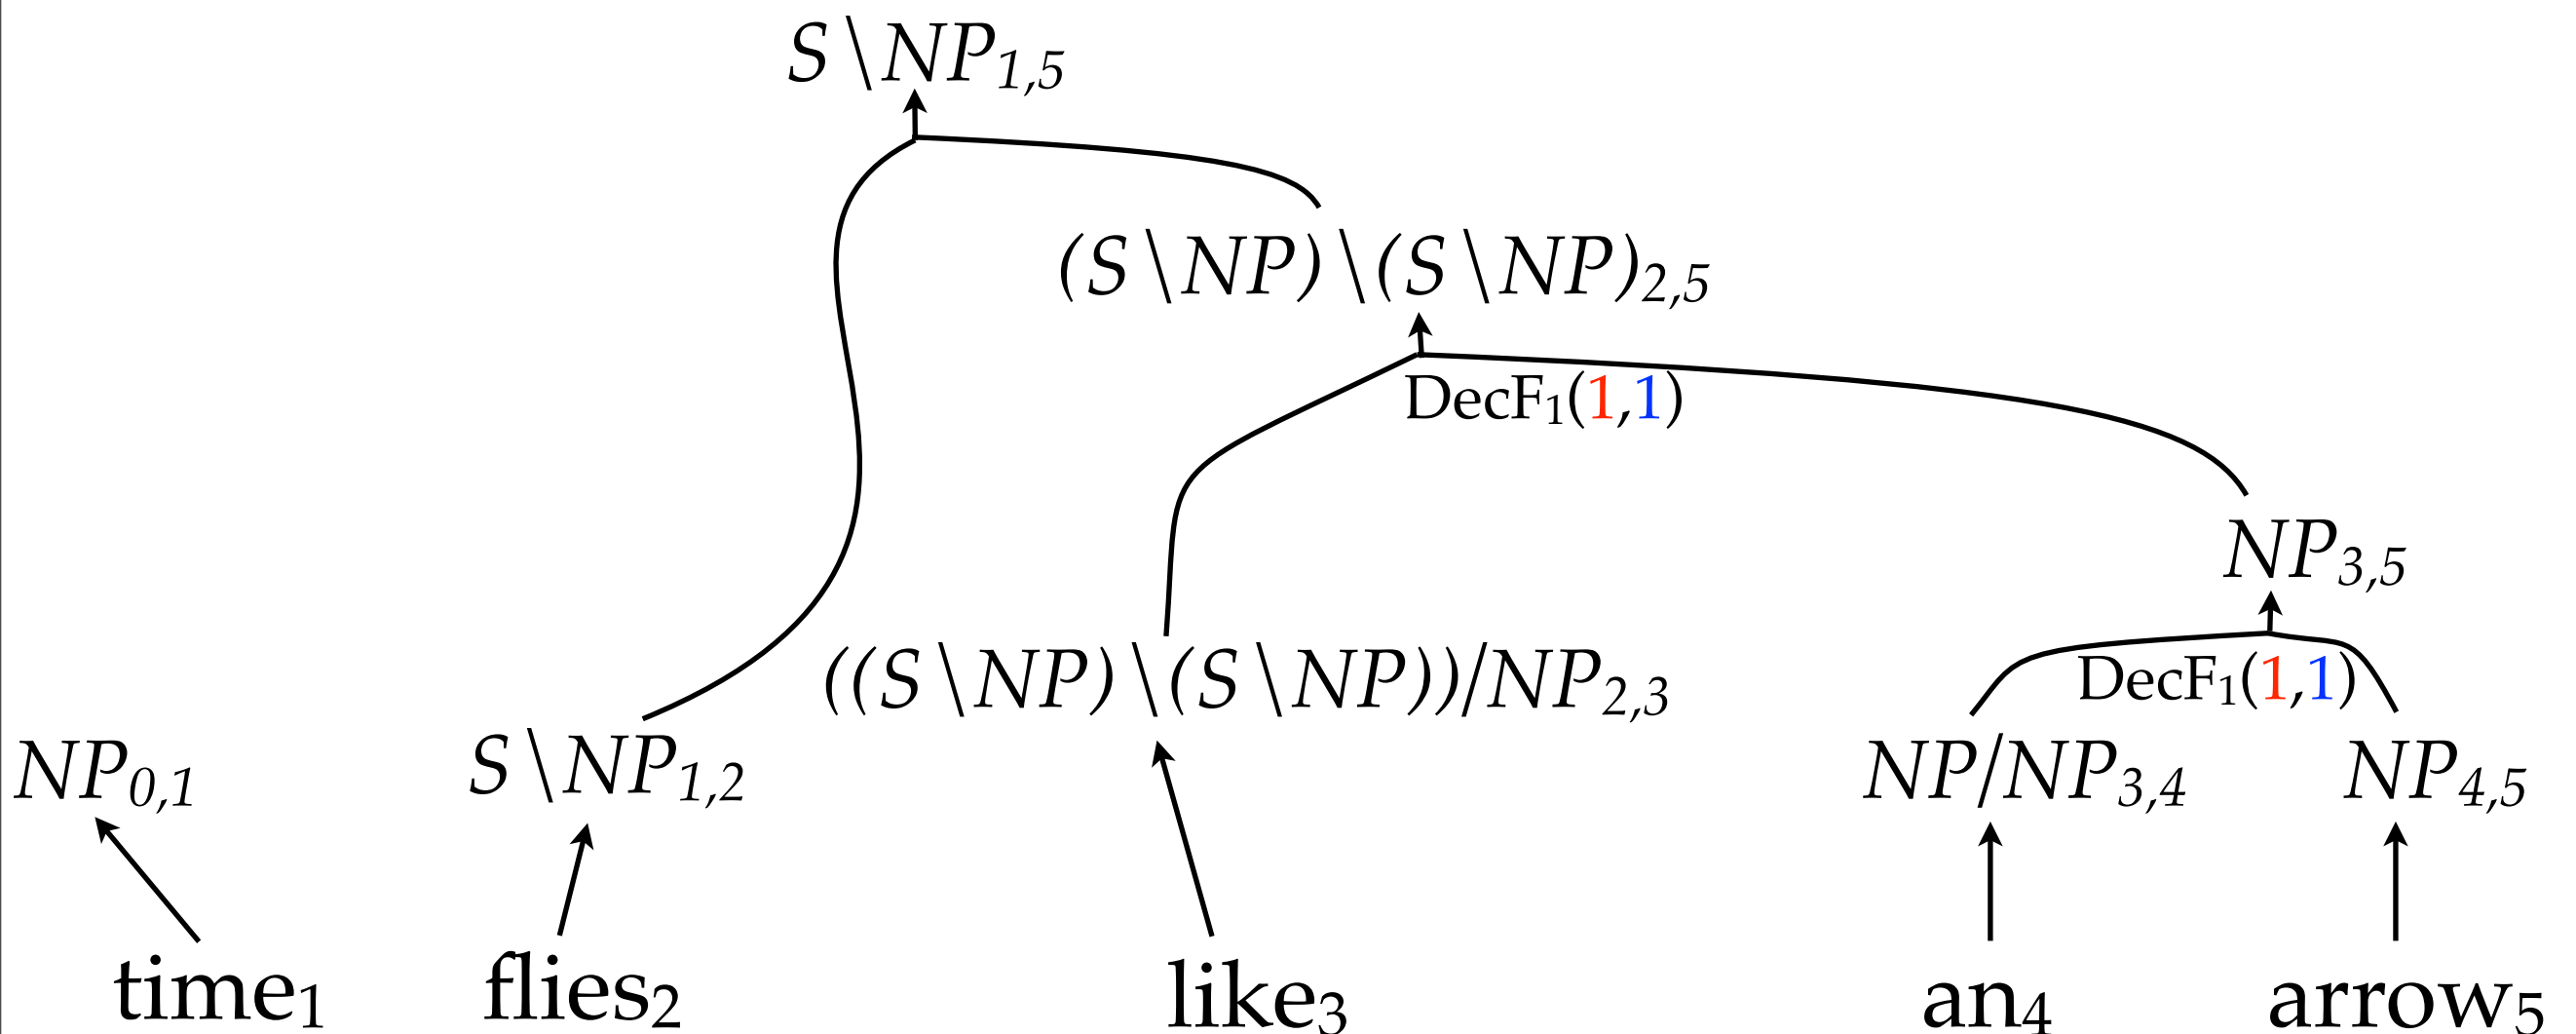 S\NP1,5
(S\NP)\(S\NP)2,5
DecF1(1,1)
NP3,5
((S\NP)\(S\NP))/NP2,3
DecF1(1,1)
NP0,1
S\NP1,2
NP/NP3,4
NP4,5
time1 flies2 like3 an4 arrow5